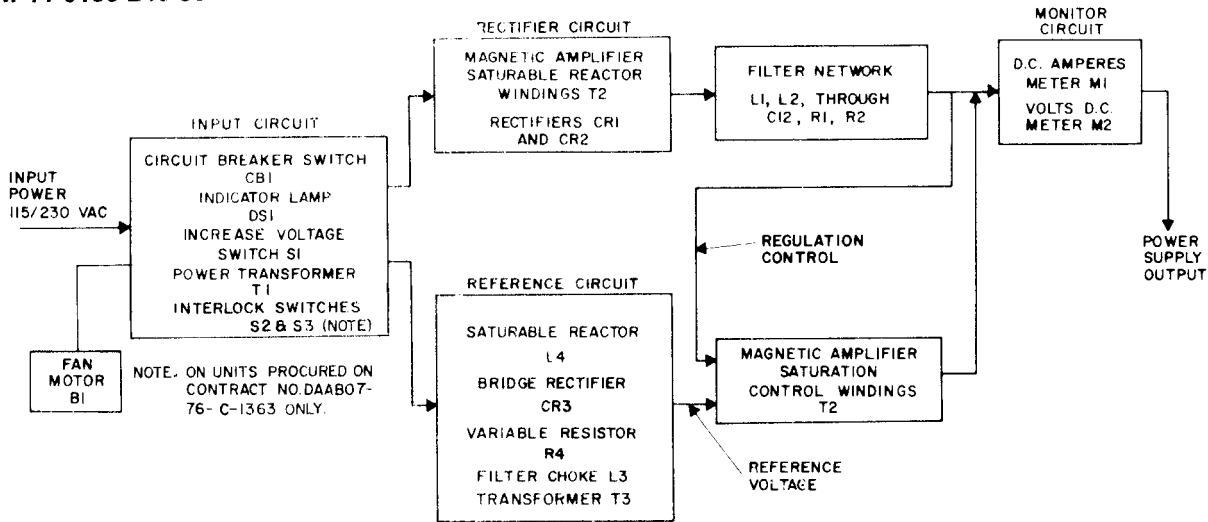 RECTIFIER CIRCUIT
MAGNETIC AMPLIFIER
SATURABLE REACTOR
WINDINGS T2
RECTIFIERS CR1
AND CR2
FILTER NETWORK
L1, L2, THROUGH
C12, R1, R2
MONITOR
CIRCUIT
D.C. AMPERES
METER M1
VOLTS D.C.
METER M2
INPUT CIRCUIT
CIRCUIT BREAKER SWITCH
CB1
INDICATOR LAMP
DS1
INCREASE VOLTAGE
SWITCH S1
POWER TRANSFORMER
T1
INTERLOCK SWITCHES
S2 & S3 (NOTE)
INPUT
POWER
115/230 VAC
FAN
MOTOR
B1
NOTE. ON UNITS PROCURED ON
CONTRACT NO. DAAB07-
76-C-1363 ONLY.
REFERENCE CIRCUIT
SATURABLE REACTOR
L4
BRIDGE RECTIFIER
CR3
VARIABLE RESISTOR
R4
FILTER CHOKE L3
TRANSFORMER T3
REGULATION
CONTROL
MAGNETIC AMPLIFIER
SATURATION
CONTROL WINDINGS
T2
REFERENCE
VOLTAGE
POWER
SUPPLY
OUTPUT